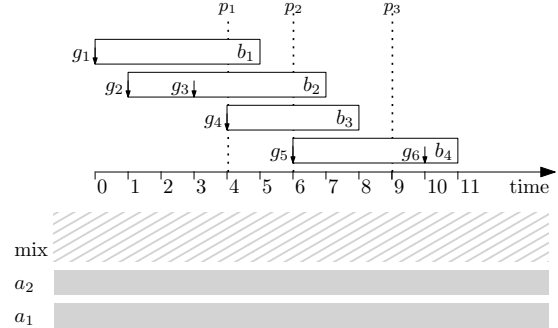 p₁ p₂ p₃
g₁ b₁
g₂ g₃ b₂
g₄ b₃
g₅ g₆ b₄
0 1 2 3 4 5 6 7 8 9 10 11 time
mix
a₂
a₁